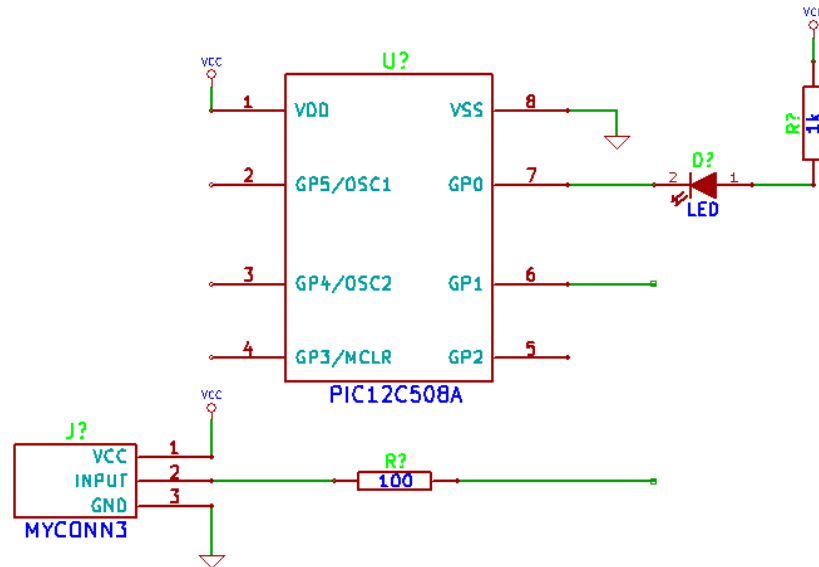 VCC
VCC
U?
1 VDD VSS 8
R? 1k
D?
2 GP5/OSC1 GP0 7 2 1
LED
3 GP4/OSC2 GP1 6
4 GP3/MCLR GP2 5
PIC12C508A
VCC
J?
VCC 1
R?
INPUT 2 100
GND 3
MYCONN3